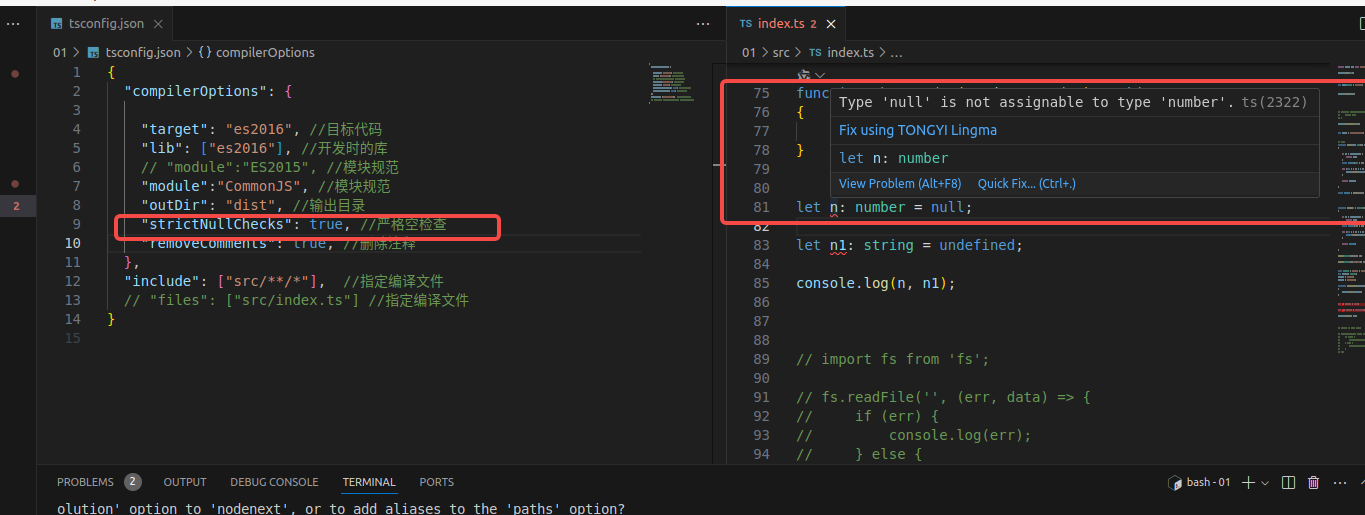 tsconfig.json
01 > tsconfig.json > {} compilerOptions
1 {
2 "compilerOptions": {
3
4 "target": "es2016", //目标代码
5 "lib": ["es2016"], //开发时的库
6 // "module":"ES2015", //模块规范
7 "module":"CommonJS", //模块规范
8 "outDir": "dist", //输出目录
9 "strictNullChecks": true, //严格空检查
10 "removeComments": true, //删除注释
11 },
12 "include": ["src/**/*"], //指定编译文件
13 // "files": ["src/index.ts"] //指定编译文件
14 }
15
2
TS index.ts 2
01 > src > TS index.ts > ...
75 func
76 {
77
78 }
79
80
81 let n: number = null;
82
83 let n1: string = undefined;
84
85 console.log(n, n1);
86
87
88
89 // import fs from 'fs';
90
91 // fs.readFile('', (err, data) => {
92 // if (err) {
93 // console.log(err);
94 // } else {
Type 'null' is not assignable to type 'number'. ts(2322)
Fix using TONGYI Lingma
let n: number
View Problem (Alt+F8) Quick Fix... (Ctrl+.)
PROBLEMS 2 OUTPUT DEBUG CONSOLE TERMINAL PORTS
bash - 01
olution' option to 'nodenext', or to add aliases to the 'paths' option?